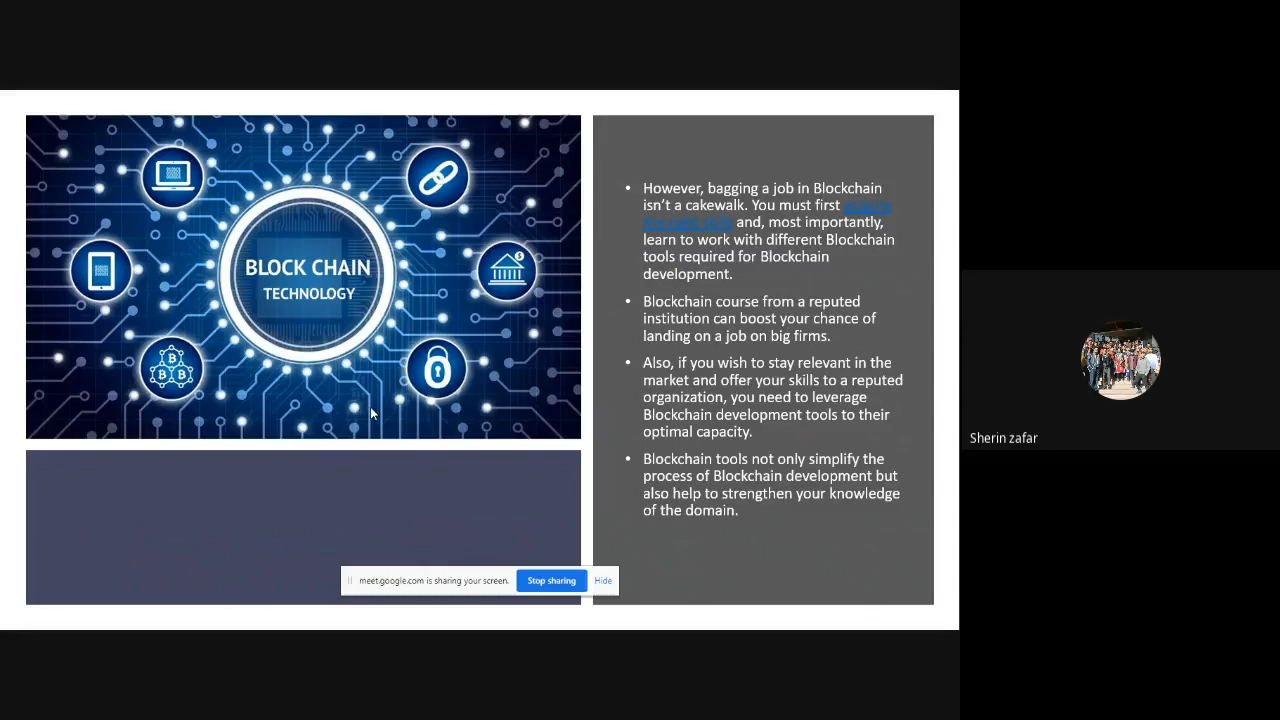 BLOCK CHAIN
TECHNOLOGY
• However, bagging a job in Blockchain
isn't a cakewalk. You must first acquire
the right skills and, most importantly,
learn to work with different Blockchain
tools required for Blockchain
development.
• Blockchain course from a reputed
institution can boost your chance of
landing on a job on big firms.
• Also, if you wish to stay relevant in the
market and offer your skills to a reputed
organization, you need to leverage
Blockchain development tools to their
optimal capacity.
• Blockchain tools not only simplify the
process of Blockchain development but
also help to strengthen your knowledge
of the domain.
meet.google.com is sharing your screen. Stop sharing Hide
Sherin zafar